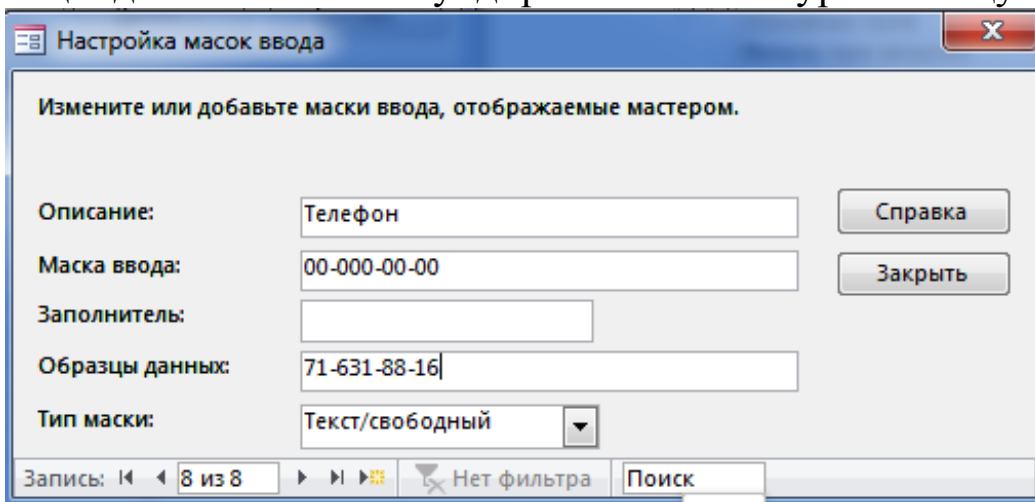 Настройка масок ввода
Измените или добавьте маски ввода, отображаемые мастером.
Описание: Телефон Справка
Маска ввода: 00-000-00-00 Закрыть
Заполнитель:
Образцы данных: 71-631-88-16
Тип маски: Текст/свободный
Запись: 8 из 8 Нет фильтра Поиск